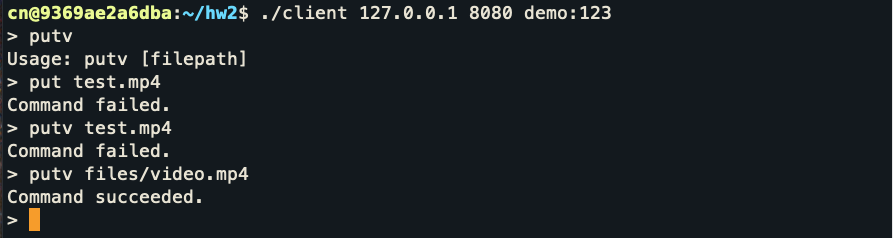 cn@9369ae2a6dba:~/hw2$ ./client 127.0.0.1 8080 demo:123
> putv
Usage: putv [filepath]
> put test.mp4
Command failed.
> putv test.mp4
Command failed.
> putv files/video.mp4
Command succeeded.
>